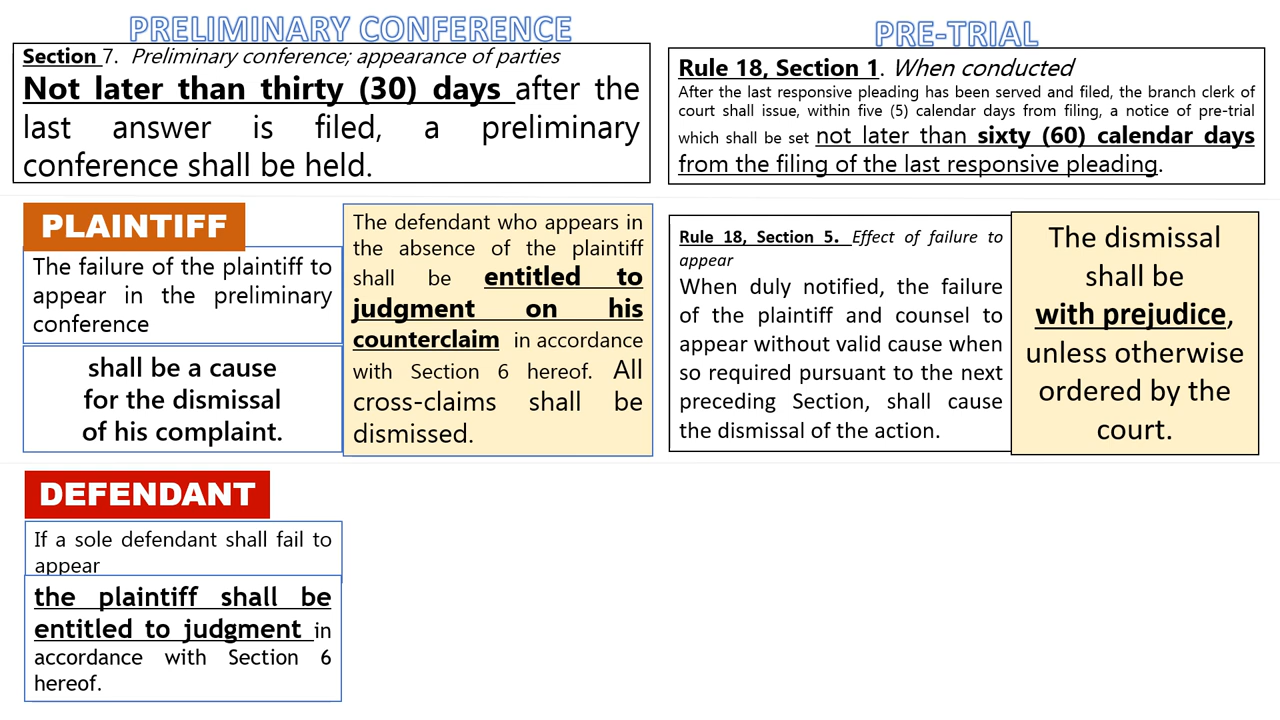 PRELIMINARY CONFERENCE
Section 7. Preliminary conference; appearance of parties
Not later than thirty (30) days after the
last answer is filed, a preliminary
conference shall be held.
PRE-TRIAL
Rule 18, Section 1. When conducted
After the last responsive pleading has been served and filed, the branch clerk of
court shall issue, within five (5) calendar days from filing, a notice of pre-trial
which shall be set not later than sixty (60) calendar days
from the filing of the last responsive pleading.
PLAINTIFF
The failure of the plaintiff to
appear in the preliminary
conference
shall be a cause
for the dismissal
of his complaint.
The defendant who appears in
the absence of the plaintiff
shall be entitled to
judgment on his
counterclaim in accordance
with Section 6 hereof. All
cross-claims shall be
dismissed.
Rule 18, Section 5. Effect of failure to
appear
When duly notified, the failure
of the plaintiff and counsel to
appear without valid cause when
so required pursuant to the next
preceding Section, shall cause
the dismissal of the action.
The dismissal
shall be
with prejudice,
unless otherwise
ordered by the
court.
DEFENDANT
If a sole defendant shall fail to
appear
the plaintiff shall be
entitled to judgment in
accordance with Section 6
hereof.